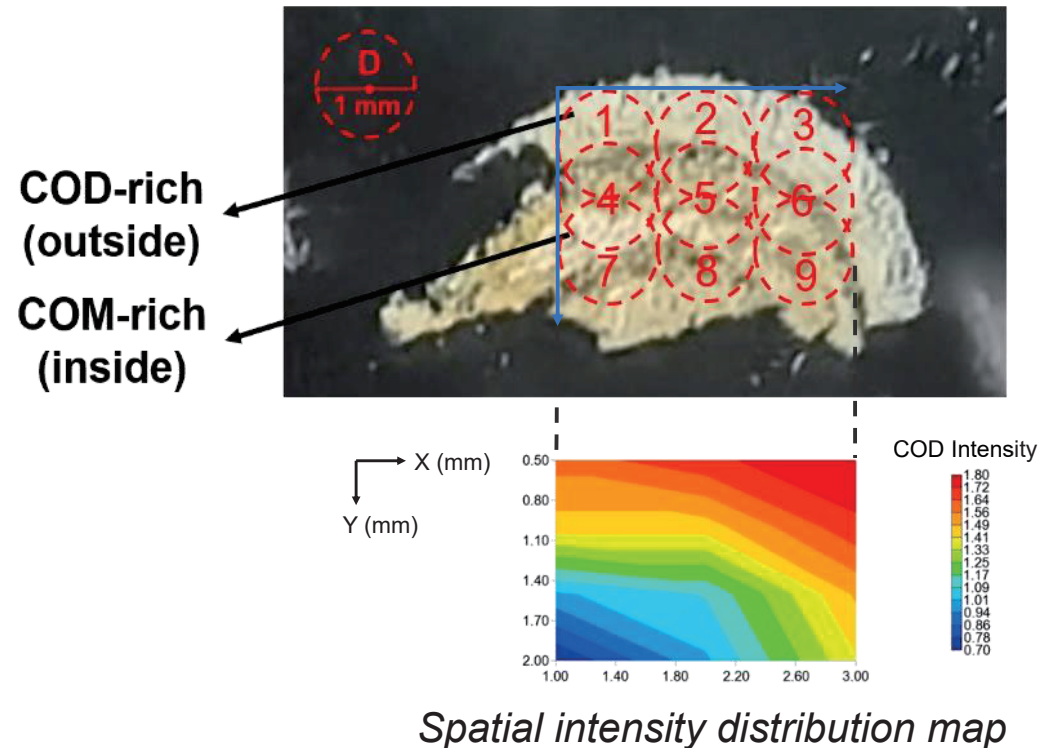 D
1 mm
1 2 3
4 5 6
7 8 9
COD-rich
(outside)
COM-rich
(inside)
X (mm)
Y (mm)
COD Intensity
0.50
0.80
1.10
1.40
1.70
2.00
1.00 1.40 1.80 2.20 2.60 3.00
1.80
1.72
1.64
1.56
1.49
1.41
1.33
1.25
1.17
1.09
1.01
0.94
0.86
0.78
0.70
Spatial intensity distribution map